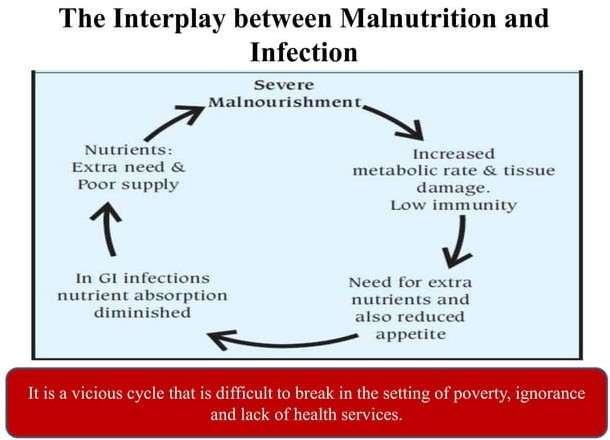 The Interplay between Malnutrition and
Infection
Severe
Malnourishment
Increased
metabolic rate & tissue
damage.
Low immunity
Need for extra
nutrients and
also reduced
appetite
In GI infections
nutrient absorption
diminished
Nutrients:
Extra need &
Poor supply
It is a vicious cycle that is difficult to break in the setting of poverty, ignorance
and lack of health services.